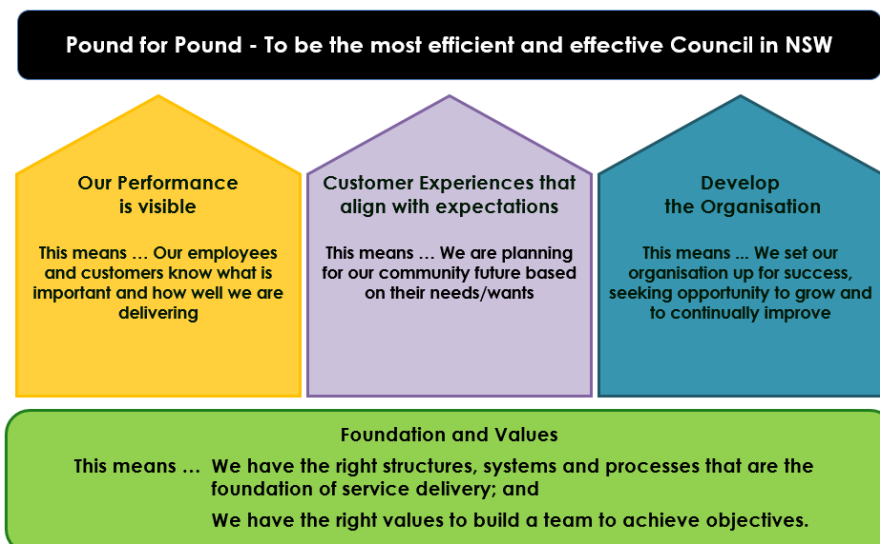 Pound for Pound - To be the most efficient and effective Council in NSW
Our Performance
is visible
This means … Our employees
and customers know what is
important and how well we are
delivering
Customer Experiences that
align with expectations
This means … We are planning
for our community future based
on their needs/wants
Develop
the Organisation
This means ... We set our
organisation up for success,
seeking opportunity to grow and
to continually improve
Foundation and Values
This means … We have the right structures, systems and processes that are the
foundation of service delivery; and
We have the right values to build a team to achieve objectives.